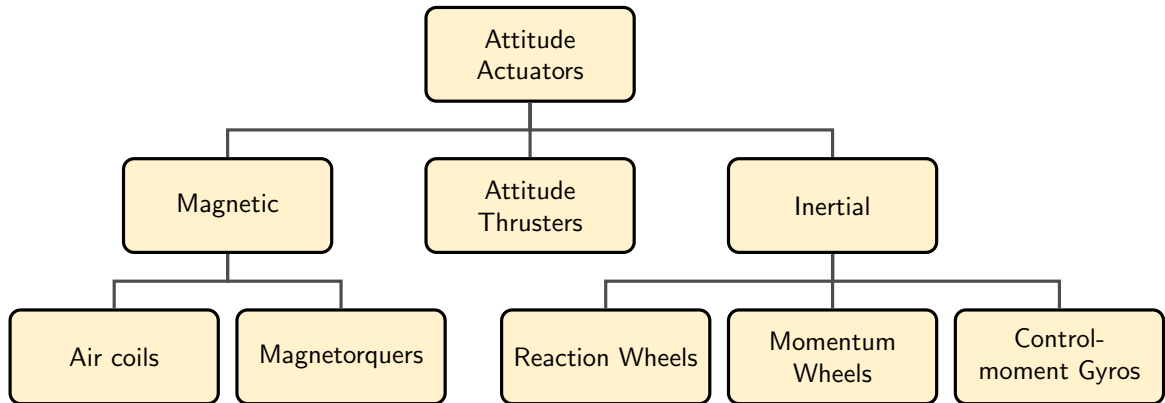 Attitude
Actuators
Magnetic
Attitude
Thrusters
Inertial
Air coils
Magnetorquers
Reaction Wheels
Momentum
Wheels
Control-
moment Gyros